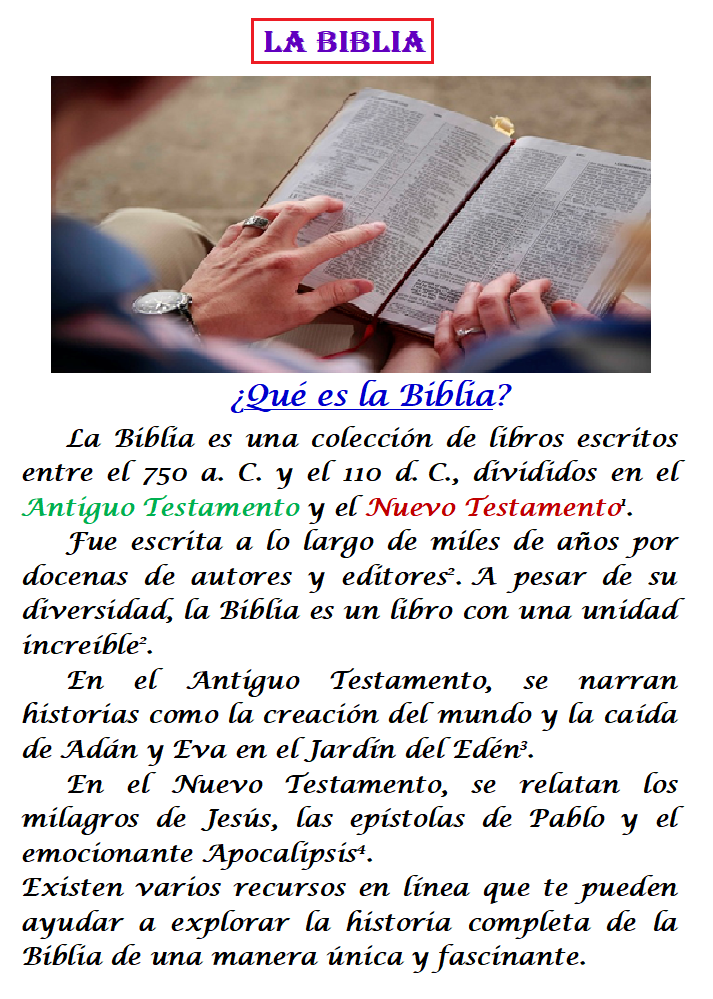 LA BIBLIA
¿Qué es la Biblia?
La Biblia es una colección de libros escritos
entre el 750 a. C. y el 110 d. C., divididos en el
Antiguo Testamento y el Nuevo Testamento¹.
Fue escrita a lo largo de miles de años por
docenas de autores y editores². A pesar de su
diversidad, la Biblia es un libro con una unidad
increíble².
En el Antiguo Testamento, se narran
historias como la creación del mundo y la caída
de Adán y Eva en el Jardín del Edén³.
En el Nuevo Testamento, se relatan los
milagros de Jesús, las epístolas de Pablo y el
emocionante Apocalipsis⁴.
Existen varios recursos en línea que te pueden
ayudar a explorar la historia completa de la
Biblia de una manera única y fascinante.